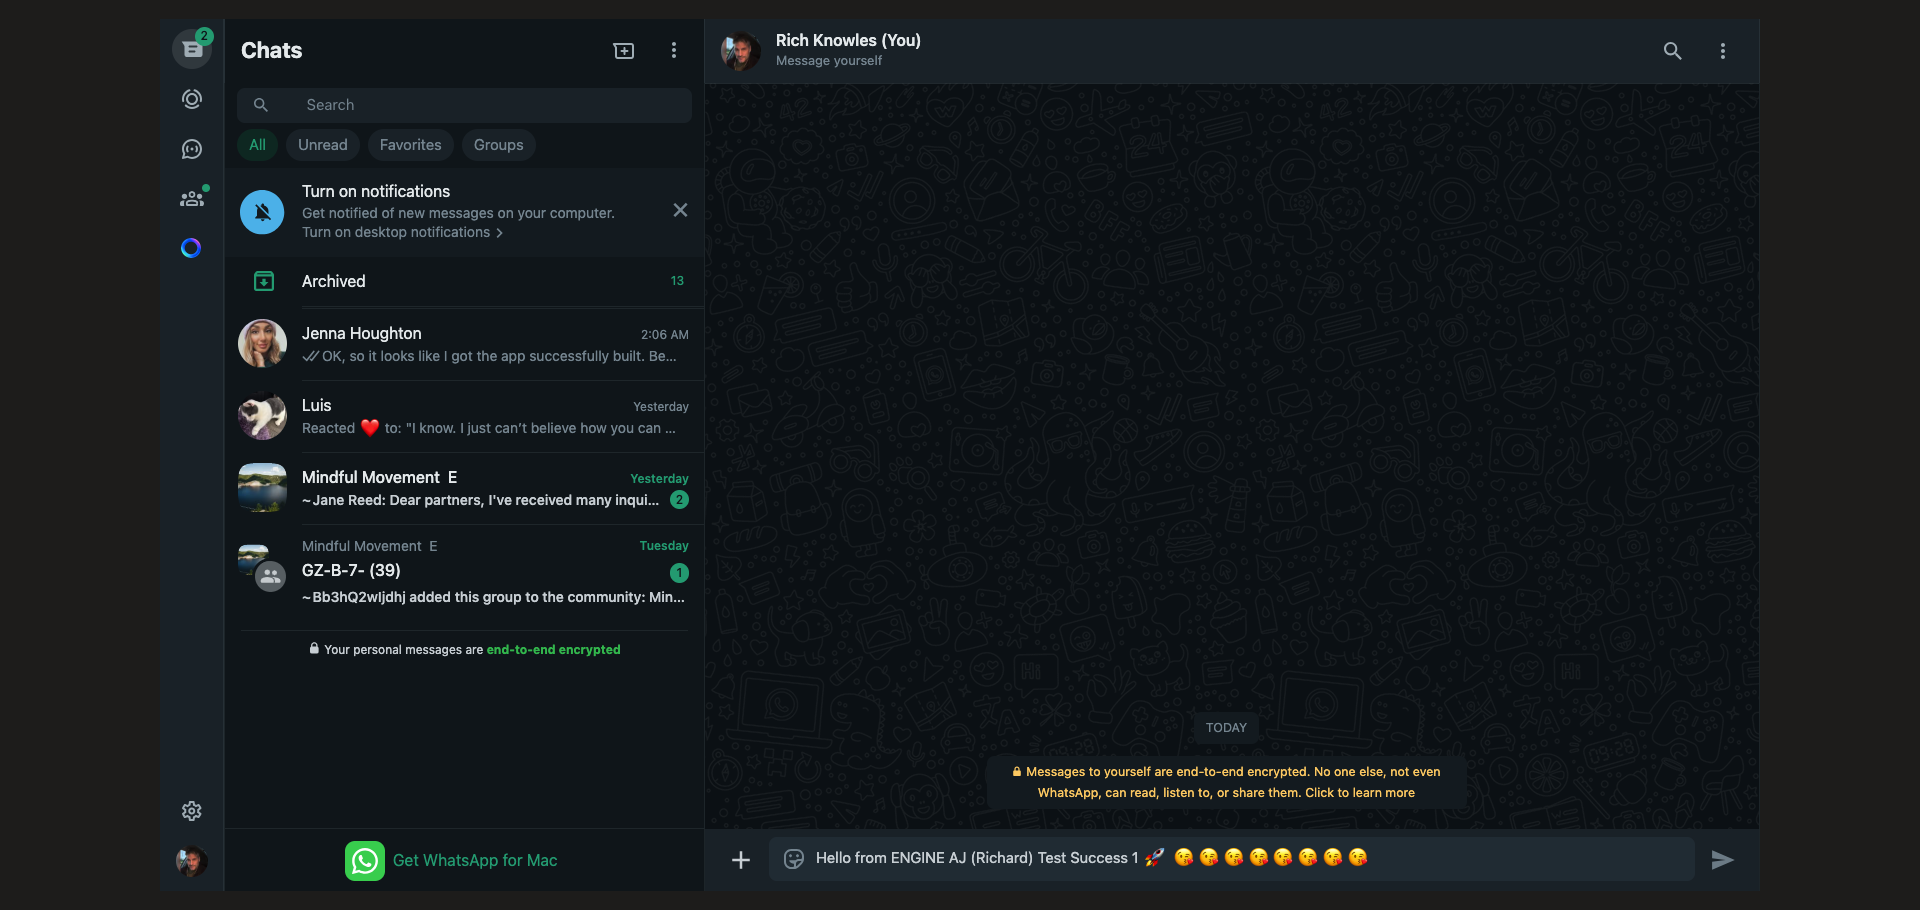 2
Chats
Search
All
Unread
Favorites
Groups
Turn on notifications
Get notified of new messages on your computer.
Turn on desktop notifications
Archived
13
Jenna Houghton
2:06 AM
OK, so it looks like I got the app successfully built. Be...
Luis
Yesterday
Reacted ❤️ to: "I know. I just can't believe how you can ...
Mindful Movement E
Yesterday
~Jane Reed: Dear partners, I've received many inqui...
2
Mindful Movement E
Tuesday
GZ-B-7- (39)
1
~Bb3hQ2wljdhj added this group to the community: Min...
Your personal messages are end-to-end encrypted
Get WhatsApp for Mac
Rich Knowles (You)
Message yourself
TODAY
Messages to yourself are end-to-end encrypted. No one else, not even
WhatsApp, can read, listen to, or share them. Click to learn more
Hello from ENGINE AJ (Richard) Test Success 1 🚀 😘😘😘😘😘😘😘😘